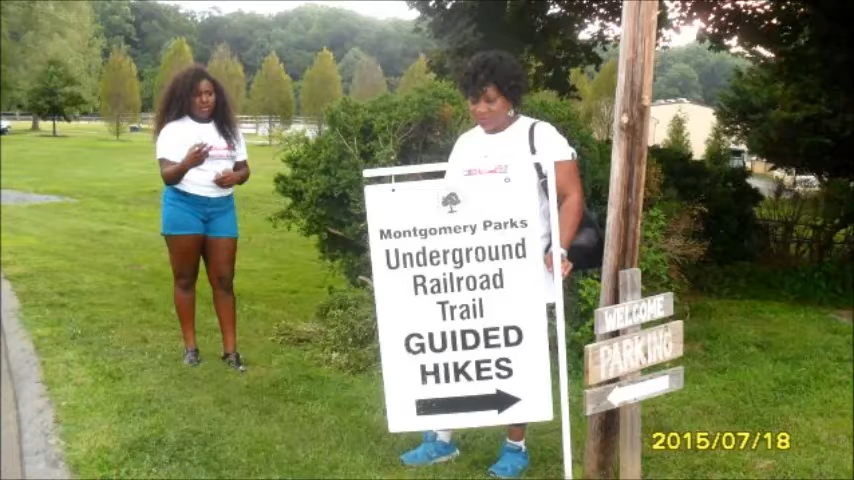 Montgomery Parks
Underground
Railroad
Trail
GUIDED
HIKES
WELCOME
PARKING
2015/07/18